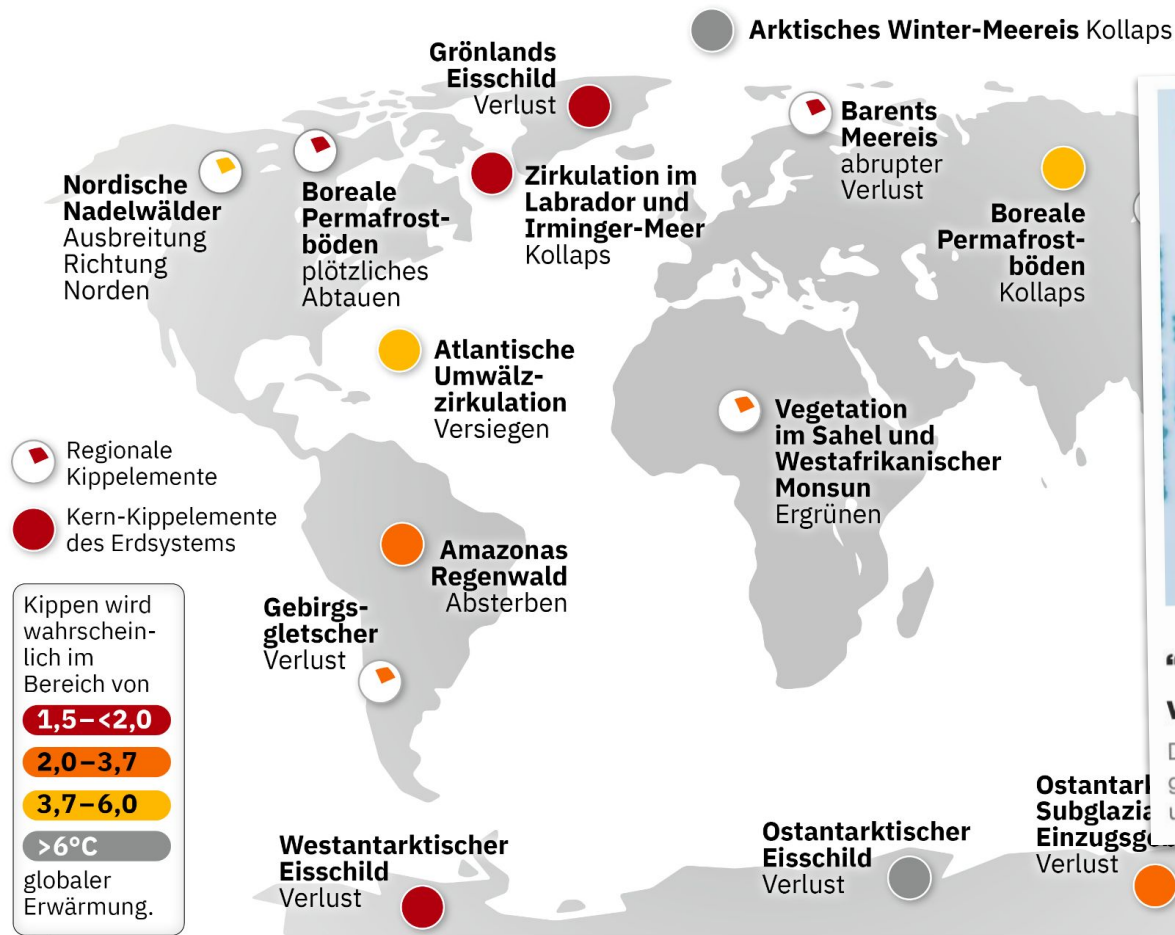 Arktisches Winter-Meereis Kollaps
Grönlands
Eisschild
Verlust
Barents
Meereis
abrupter
Verlust
Nordische
Nadelwälder
Ausbreitung
Richtung
Norden
Boreale
Permafrost-
böden
plötzliches
Abtauen
Zirkulation im
Labrador und
Irminger-Meer
Kollaps
Boreale
Permafrost-
böden
Kollaps
Atlantische
Umwälz-
zirkulation
Versiegen
Vegetation
im Sahel und
Westafrikanischer
Monsun
Ergrünen
Regionale
Kippelemente
Kern-Kippelemente
des Erdsystems
Amazonas
Regenwald
Absterben
Gebirgs-
gletscher
Verlust
Kippen wird
wahrschein-
lich im
Bereich von
1,5–<2,0
2,0–3,7
3,7–6,0
>6°C
globaler
Erwärmung.
Westantarktischer
Eisschild
Verlust
Ostantarktischer
Eisschild
Verlust
Ostantark
Subglazia
Einzugsge
Verlust